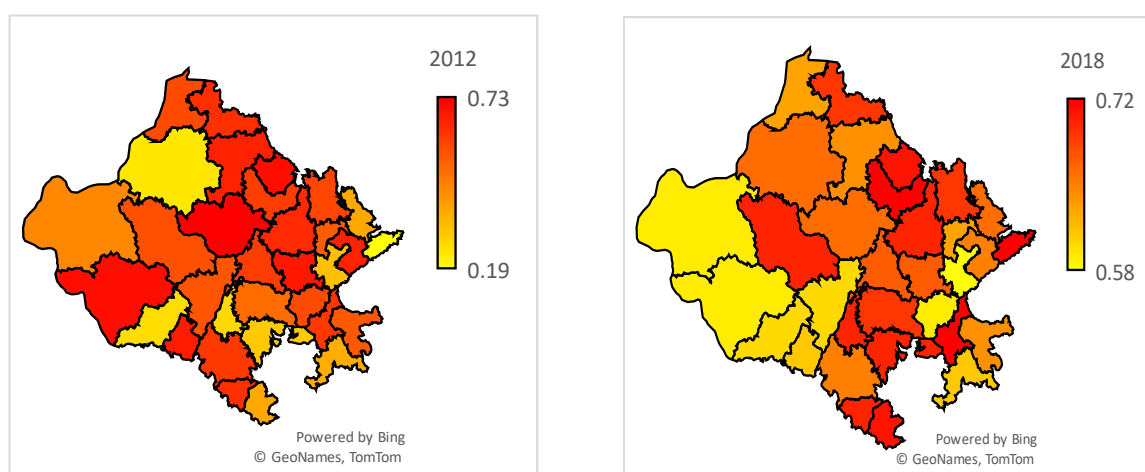 2012
0.73
0.19
Powered by Bing
© GeoNames, TomTom
2018
0.72
0.58
Powered by Bing
© GeoNames, TomTom